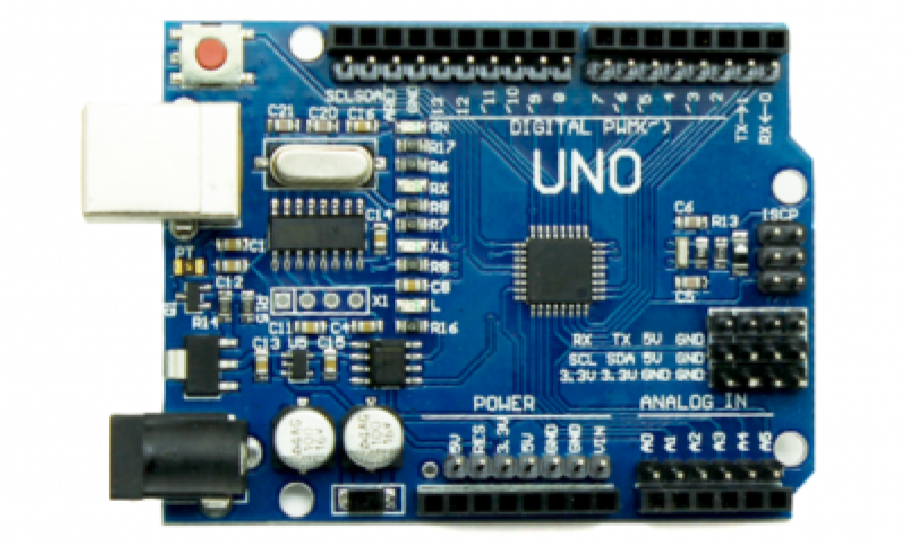 SCLSDA
AREF
GND
13
12
~11
~10
~9
8
7
~6
~5
4
~3
2
TX→1
RX←0
DIGITAL PWM(~)
UNO
C21
C20
C16
ON
R17
R6
RX
R9
R7
C14
R8
C8
L
R16
C6
R13
ISCP
C5
C1
PT
C12
R14
X1
C11
C4
C13
U5
C15
RX TX 5V GND
SCL SDA 5V GND
3.3V 3.3V GND GND
POWER
ANALOG IN
5V
RES
3.3V
5V
GND
GND
VIN
A0
A1
A2
A3
A4
A5